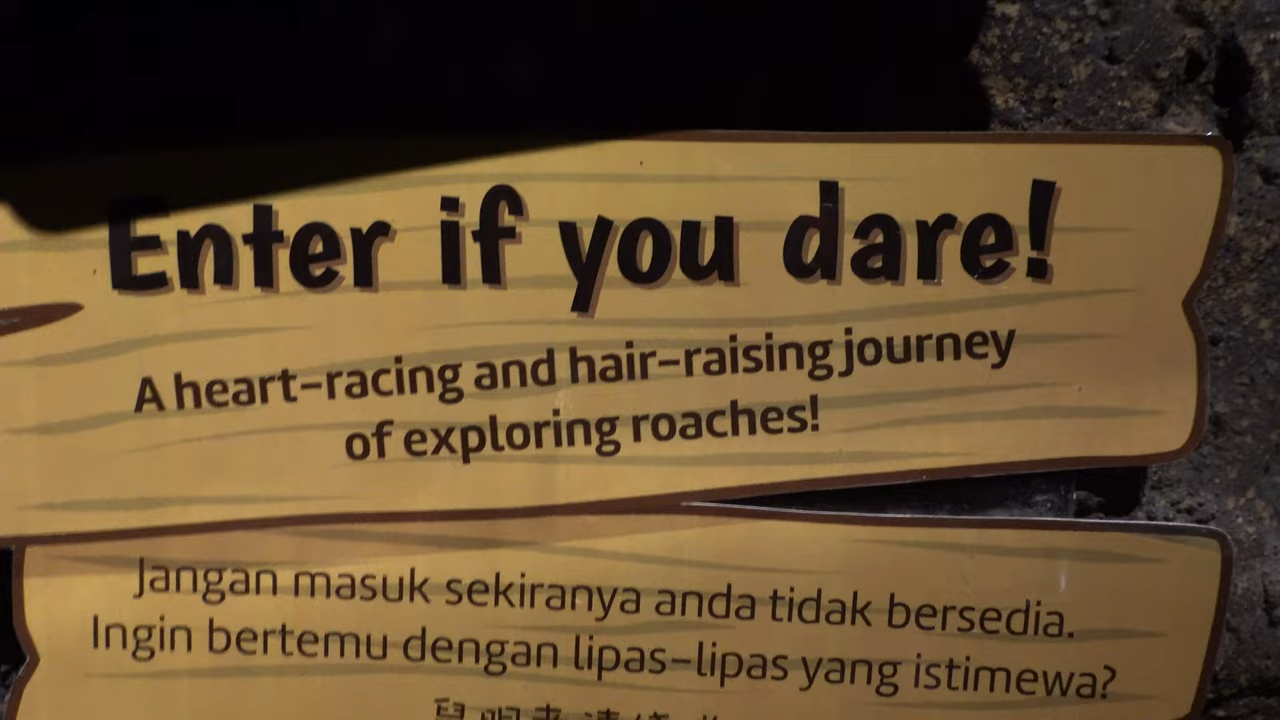 Enter if you dare!
A heart-racing and hair-raising journey
of exploring roaches!
Jangan masuk sekiranya anda tidak bersedia.
Ingin bertemu dengan lipas-lipas yang istimewa?